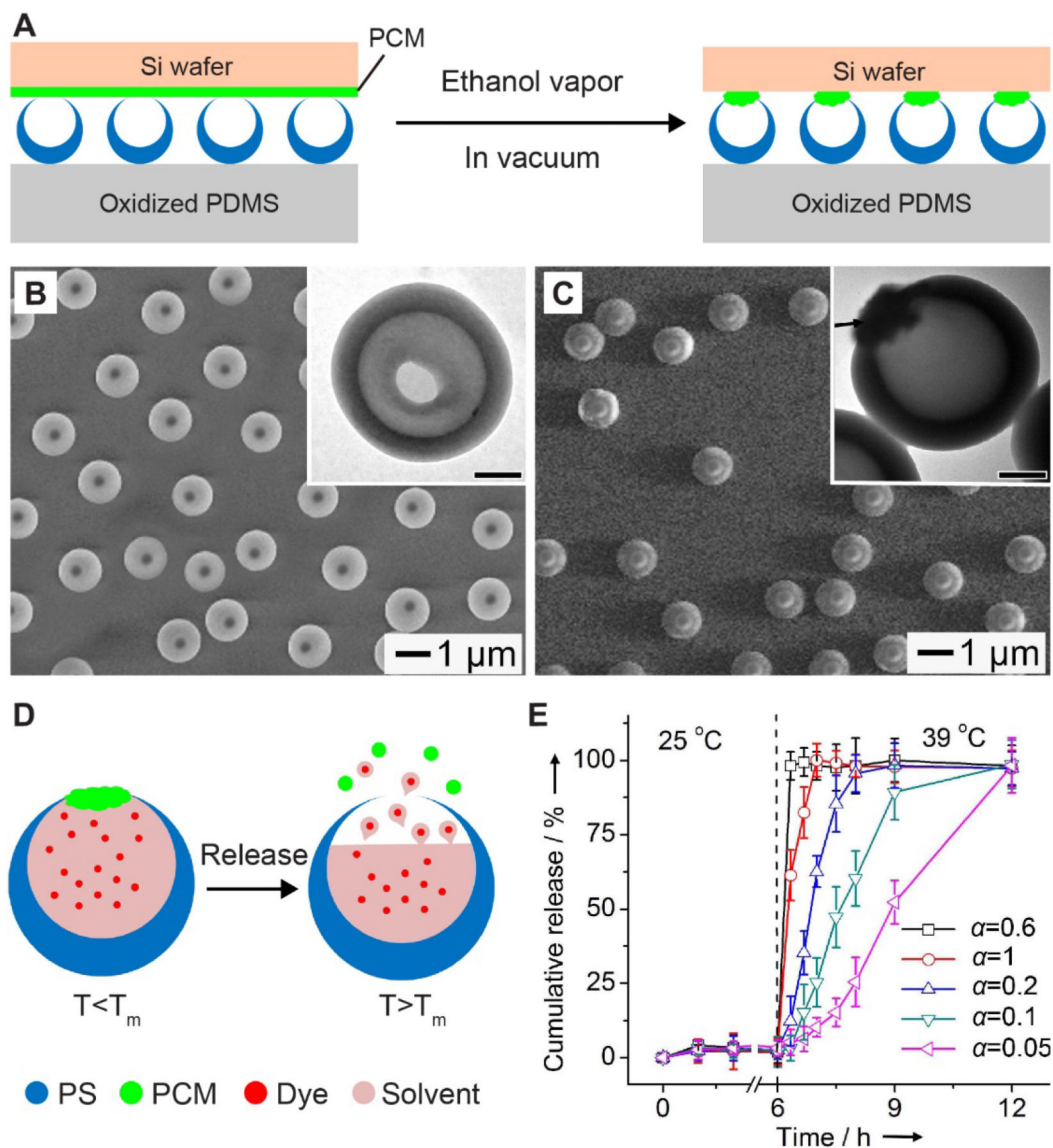 A
Si wafer
PCM
Oxidized PDMS
Ethanol vapor
In vacuum
Si wafer
Oxidized PDMS
B
1 µm
C
1 µm
D
Release
T<Tm
T>Tm
PS
PCM
Dye
Solvent
E
25 °C
39 °C
Cumulative release / %
100
75
50
25
0
α=0.6
α=1
α=0.2
α=0.1
α=0.05
0
6
9
12
Time / h